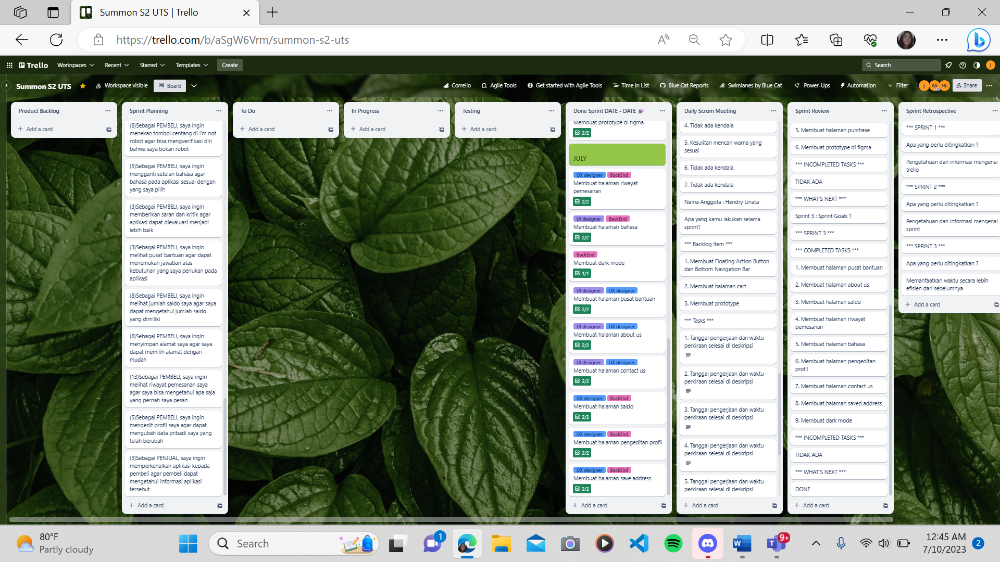 Summon S2 UTS | Trello
https://trello.com/b/aSgW6Vrm/summon-s2-uts
Trello
Workspaces
Recent
Starred
Templates
Create
Search
J
Summon S2 UTS
Workspace visible
Board
Corrello
Agile Tools
Get started with Agile Tools
Time In List
Blue Cat Reports
Swimlanes by Blue Cat
Power-Ups
Automation
Filter
J
AS
HL
Share
Product Backlog
Add a card
Sprint Planning
(8)Sebagai PEMBELI, saya ingin
menekan tombol centang di i'm not
robot agar bisa mengverifikasi diri
bahwa saya bukan robot
(5)Sebagai PEMBELI, saya ingin
mengganti setelan bahasa agar
bahasa pada aplikasi sesuai dengan
yang saya pilih
(3)Sebagai PEMBELI, saya ingin
memberikan saran dan kritik agar
aplikasi dapat dievaluasi menjadi
lebih baik
(3)Sebagai PEMBELI, saya ingin
melihat pusat bantuan agar dapat
menemukan jawaban atas
kebutuhan yang saya perlukan pada
aplikasi
(8)Sebagai PEMBELI, saya ingin
melihat jumlah saldo saya agar saya
dapat mengetahui jumlah saldo
yang dimiliki
(8)Sebagai PEMBELI, saya ingin
menyimpan alamat saya agar saya
dapat memilih alamat dengan
mudah
(13)Sebagai PEMBELI, saya ingin
melihat riwayat pemesanan saya
agar saya bisa mengetahui apa saja
yang pernah saya pesan
(5)Sebagai PEMBELI, saya ingin
mengedit profil saya agar dapat
mengubah data pribadi saya yang
telah berubah
(3)Sebagai PENJUAL, saya ingin
memperkenalkan aplikasi kepada
pembeli agar pembeli dapat
mengetahui informasi aplikasi
tersebut
Add a card
To Do
Add a card
In Progress
Add a card
Testing
Add a card
Done Sprint DATE - DATE 🎉
Membuat prototype di figma
2/2
JULY
UX designer BackEnd
Membuat halaman riwayat
pemesanan
2/2
UI designer BackEnd
Membuat halaman bahasa
2/2
BackEnd
Membuat dark mode
1/1
UI designer UX designer
Membuat halaman pusat bantuan
2/2
UI designer UX designer
Membuat halaman about us
2/2
UI designer UX designer
Membuat halaman contact us
2/2
UX designer BackEnd
Membuat halaman saldo
2/2
UX designer BackEnd
Membuat halaman pengeditan profil
2/2
UX designer BackEnd
Membuat halaman save address
2/2
Add a card
Daily Scrum Meeting
4. Tidak ada kendala
5. Kesulitan mencari warna yang
sesuai
6. Tidak ada kendala
7. Tidak ada kendala
Nama Anggota : Hendry Linata
Apa yang kamu lakukan selama
sprint?
*** Backlog Item ***
1. Membuat Floating Action Button
dan Bottom Navigation Bar
2. Membuat halaman cart
3. Membuat prototype
*** Tasks ***
1. Tanggal pengerjaan dan waktu
perkiraan selesai di deskripsi
2. Tanggal pengerjaan dan waktu
perkiraan selesai di deskripsi
3. Tanggal pengerjaan dan waktu
perkiraan selesai di deskripsi
4. Tanggal pengerjaan dan waktu
perkiraan selesai di deskripsi
5. Tanggal pengerjaan dan waktu
perkiraan selesai di deskripsi
Add a card
Sprint Review
5. Membuat halaman purchase
6. Membuat prototype di figma
*** INCOMPLETED TASKS ***
TIDAK ADA
*** WHAT'S NEXT ***
Sprint 3 : Sprint Goals 1
*** SPRINT 3 ***
*** COMPLETED TASKS ***
1. Membuat halaman pusat bantuan
2. Membuat halaman about us
3. Membuat halaman saldo
4. Membuat halaman riwayat
pemesanan
5. Membuat halaman bahasa
6. Membuat halaman pengeditan
profil
7. Membuat halaman contact us
8. Membuat halaman saved address
9. Membuat dark mode
*** INCOMPLETED TASKS ***
TIDAK ADA
*** WHAT'S NEXT ***
DONE
Add a card
Sprint Retrospective
*** SPRINT 1 ***
Apa yang perlu ditingkatkan ?
Pengetahuan dan informasi mengenai
trello
*** SPRINT 2 ***
Apa yang perlu ditingkatkan ?
Pengetahuan dan informasi mengenai
sprint
*** SPRINT 3 ***
Apa yang perlu ditingkatkan ?
Memanfaatkan waktu secara lebih
efisien dari sebelumnya
Add a card
80°F
Partly cloudy
Search
1
9+
12:45 AM
7/10/2023
2